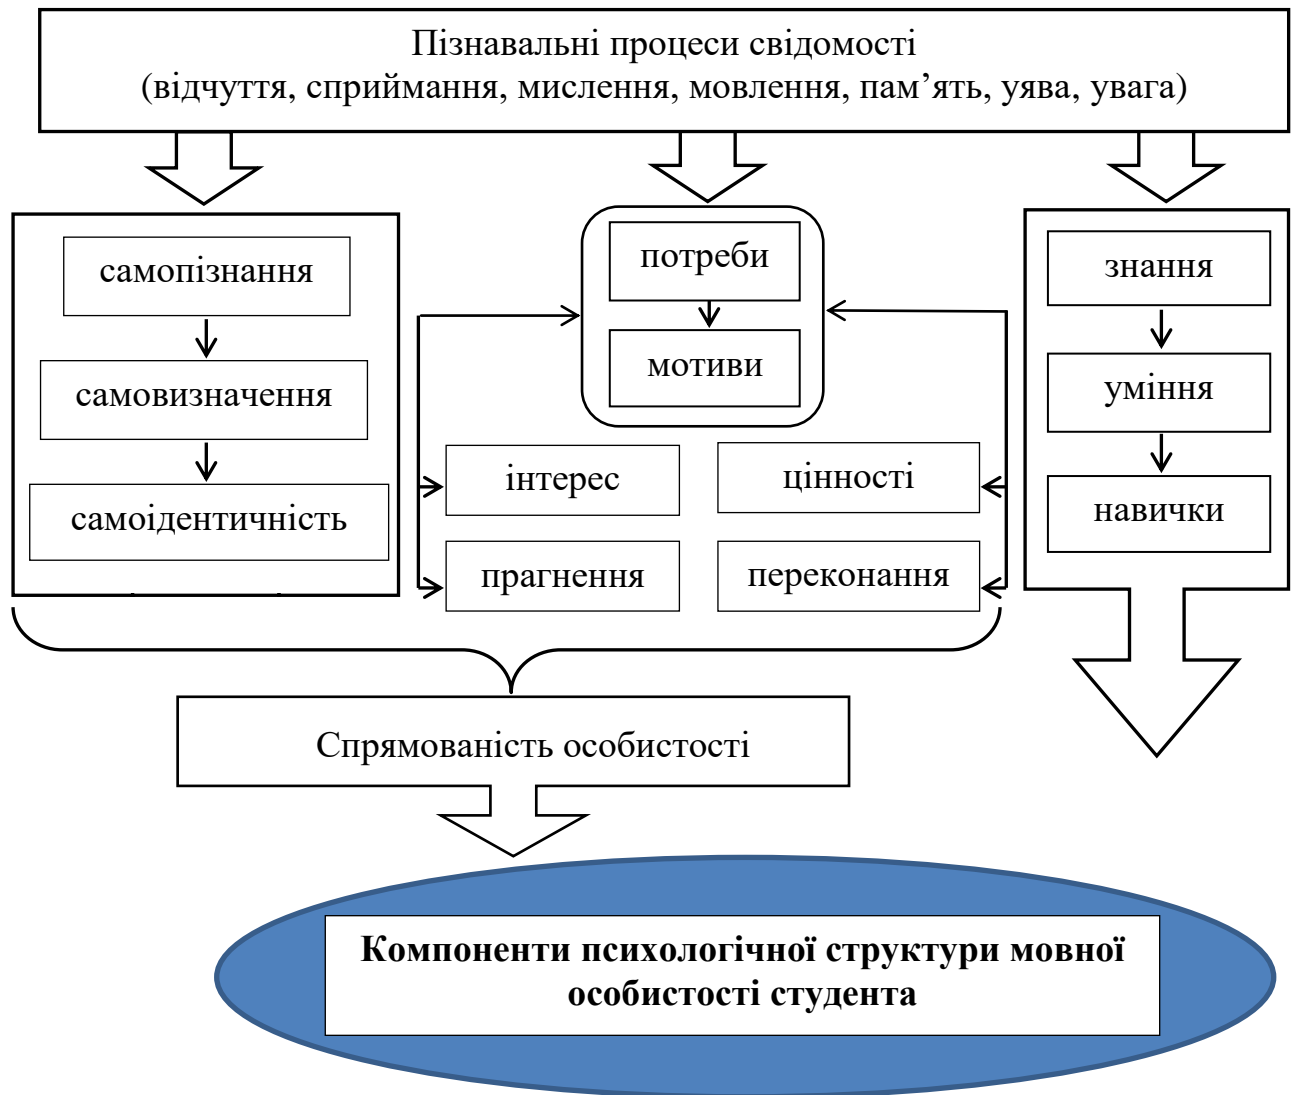 Пізнавальні процеси свідомості
(відчуття, сприймання, мислення, мовлення, пам’ять, уява, увага)
самопізнання
самовизначення
самоідентичність
потреби
мотиви
інтерес
цінності
прагнення
переконання
знання
уміння
навички
Спрямованість особистості
Компоненти психологічної структури мовної
особистості студента